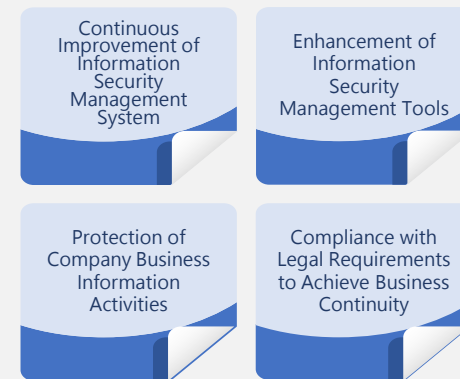 Continuous
Improvement of
Information
Security
Management
System
Enhancement of
Information
Security
Management Tools
Protection of
Company Business
Information
Activities
Compliance with
Legal Requirements
to Achieve Business
Continuity